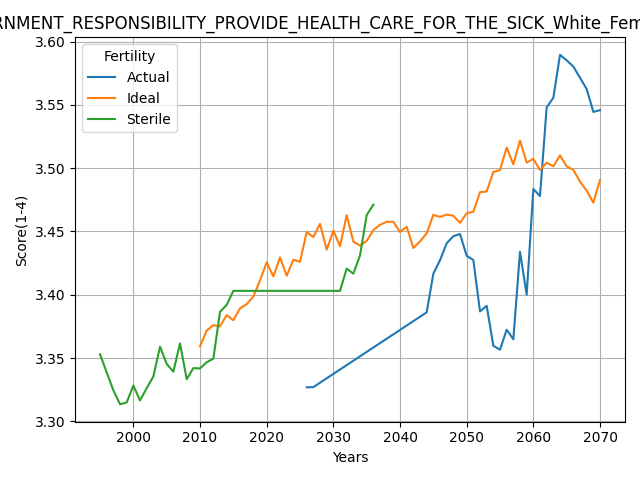 RNMENT_RESPONSIBILITY_PROVIDE_HEALTH_CARE_FOR_THE_SICK_White_Fem
Fertility
Actual
Ideal
Sterile
3.60
3.55
3.50
3.45
3.40
3.35
3.30
Score(1-4)
2000 2010 2020 2030 2040 2050 2060 2070
Years